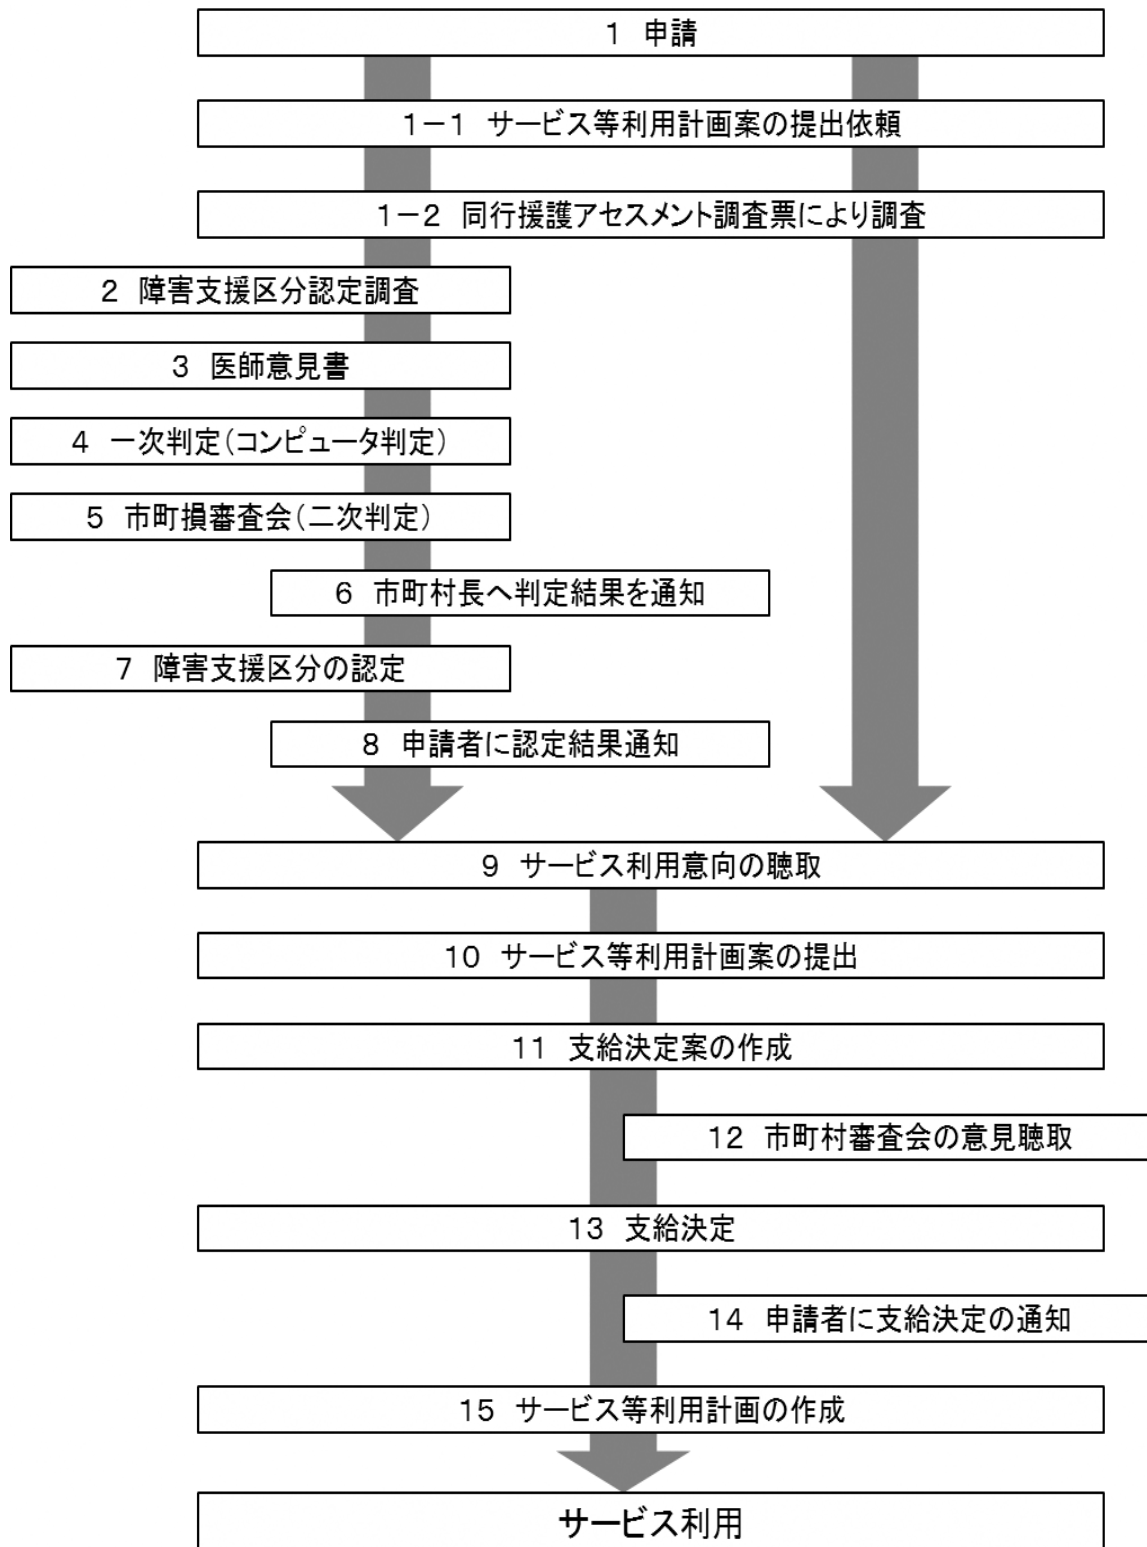 1 申請
1－1 サービス等利用計画案の提出依頼
1－2 同行援護アセスメント調査票により調査
2 障害支援区分認定調査
3 医師意見書
4 一次判定（コンピュータ判定）
5 市町損審査会（二次判定）
6 市町村長へ判定結果を通知
7 障害支援区分の認定
8 申請者に認定結果通知
9 サービス利用意向の聴取
10 サービス等利用計画案の提出
11 支給決定案の作成
12 市町村審査会の意見聴取
13 支給決定
14 申請者に支給決定の通知
15 サービス等利用計画の作成
サービス利用